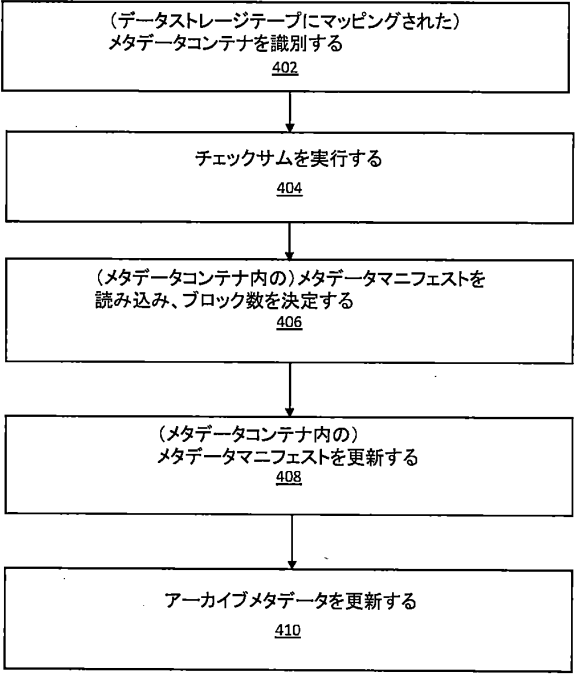 (データストレージテープにマッピングされた)
メタデータコンテナを識別する
402
チェックサムを実行する
404
(メタデータコンテナ内の)メタデータマニフェストを
読み込み、ブロック数を決定する
406
(メタデータコンテナ内の)
メタデータマニフェストを更新する
408
アーカイブメタデータを更新する
410